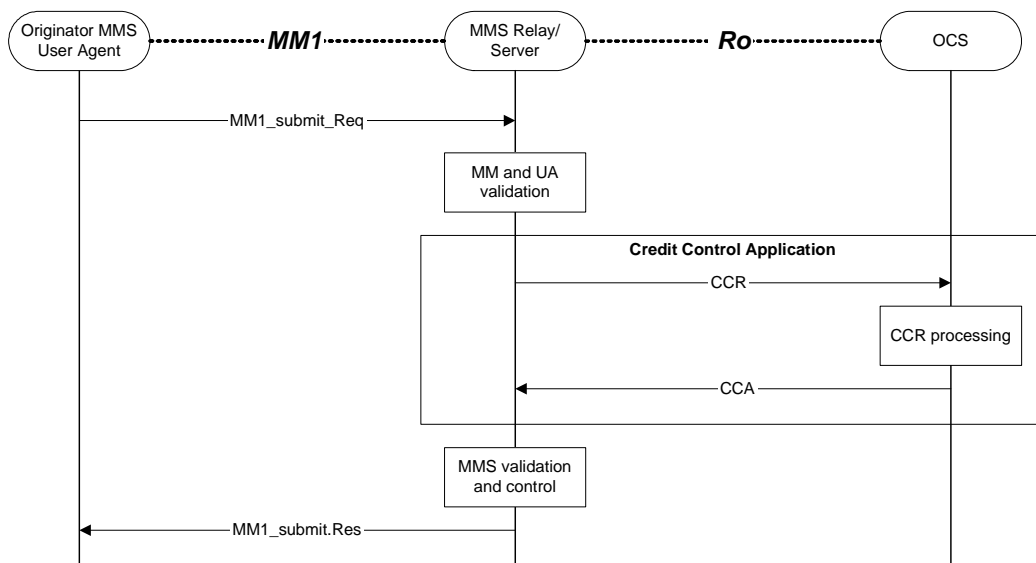 Originator MMS
User Agent
MM1
MMS Relay/
Server
Ro
OCS
MM1_submit_Req
MM and UA
validation
Credit Control Application
CCR
CCR processing
CCA
MMS validation
and control
MM1_submit.Res